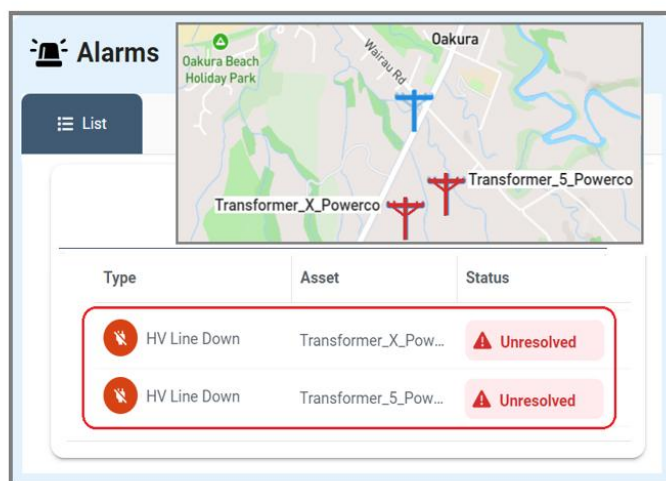 Alarms
Oakura Beach
Holiday Park
Wairau Rd
Oakura
List
Transformer_5_Powerco
Transformer_X_Powerco
Type Asset Status
HV Line Down Transformer_X_Pow... Unresolved
HV Line Down Transformer_5_Pow... Unresolved